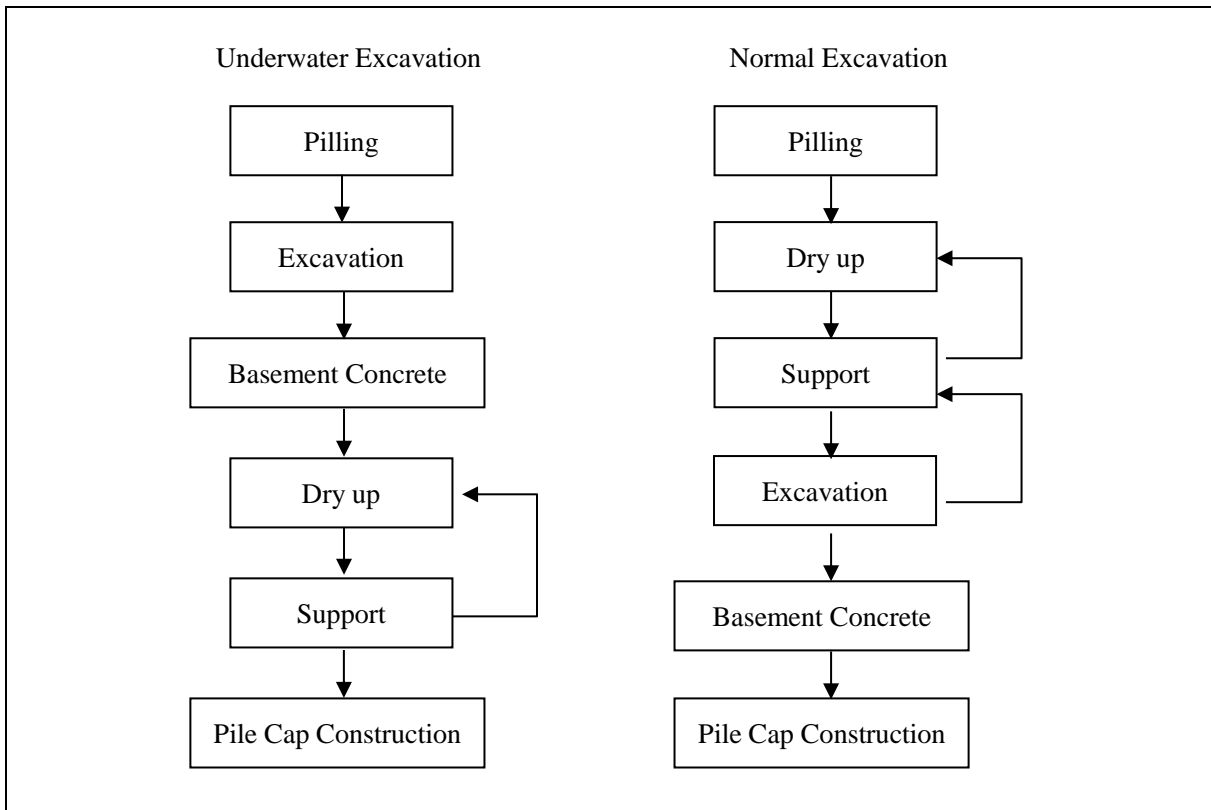 Underwater Excavation
Pilling
Excavation
Basement Concrete
Dry up
Support
Pile Cap Construction
Normal Excavation
Pilling
Dry up
Support
Excavation
Basement Concrete
Pile Cap Construction